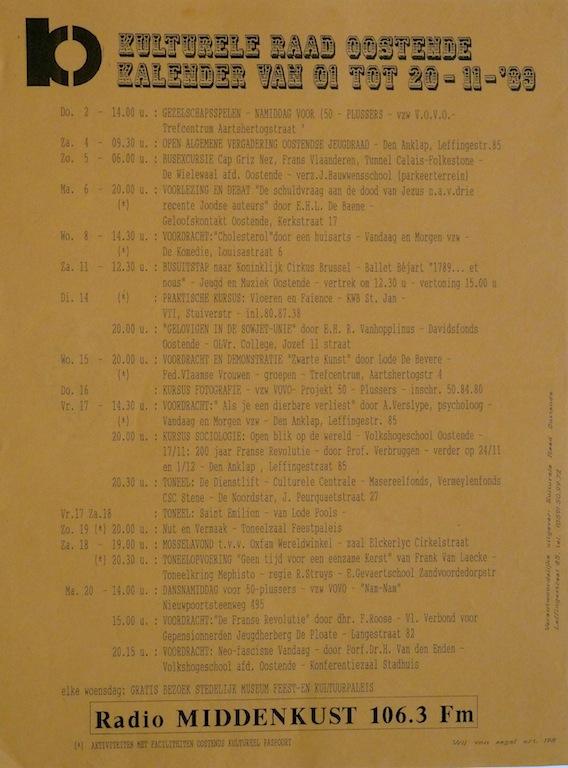 KULTURELE RAAD OOSTENDE
KALENDER VAN 01 TOT 20-11-'89
Do. 2 - 14.00 u. : GEZELSCHAPSSPELEN - NAMIDDAG VOOR (50 - PLUSSERS - vzw V.O.V.O.-
Trefcentrum Aartshertogstraat '
Za. 4 - 09.30 u. : OPEN ALGEMENE VERGADERING OOSTENDSE JEUGDRAAD - Den Anklap, Leffingestr.85
Zo. 5 - 06.00 u. : BUSEXCURSIE Cap Griz Nez, Frans Vlaanderen, Tunnel Calais-Folkestone -
De Wielewaal afd. Oostende - verz.J.Bauwwensschool (parkeerterrein)
Ma. 6 - 20.00 u. : VOORLEZING EN DEBAT "De schuldvraag aan de dood van Jezus n.a.v.drie
(*) recente Joodse auteurs" door E.H.L. De Baene -
Geloofskontakt Oostende, Kerkstraat 17
Wo. 8 - 14.30 u. : VOORDRACHT:"Cholesterol"door een huisarts - Vandaag en Morgen vzw -
(*) De Komedie, Louisastraat 6
Za. 11 - 12.30 u. : BUSUITSTAP naar Koninklijk Cirkus Brussel - Ballet Béjart "1789... et
nous" - Jeugd en Muziek Oostende - vertrek om 12.30 u - vertoning 15.00 u
Di. 14 (*) : PRAKTISCHE KURSUS: Vloeren en Faience - KWB St. Jan -
VTI, Stuiverstr - inl.80.87.38
20.00 u. : "GELOVIGEN IN DE SOWJET-UNIE" door E.H. R. Vanhopplinus - Davidsfonds
Oostende - OLVr. College, Jozef II straat
Wo. 15 - 20.00 u. : VOORDRACHT EN DEMONSTRATIE "Zwarte Kunst" door Lode De Bevere -
(*) Fed.Vlaamse Vrouwen - groepen - Trefcentrum, Aartshertogstr 4
Do. 16 : KURSUS FOTOGRAFIE - vzw VOVO- Projekt 50 - Plussers - inschr. 50.84.80
Vr. 17 - 14.30 u. : VOORDRACHT:" Als je een dierbare verliest" door A.Verslype, psycholoog -
(*) Vandaag en Morgen vzw - Den Anklap, Leffingestr. 85
20.00 u. : KURSUS SOCIOLOGIE: Open blik op de wereld - Volkshogeschool Oostende -
17/11: 200 jaar Franse Revolutie - door Prof. Verbruggen - verder op 24/11
en 1/12 - Den Anklap , Leffingestraat 85
20.30 u. : TONEEL: De Dienstlift - Culturele Centrale - Masereelfonds, Vermeylenfonds
CSC Stene - De Noordstar, J. Peurquaetstraat 27
Vr.17 Za.18 : TONEEL: Saint Emilion - van Lode Pools -
Zo. 19 (*) 20.00 u. : Nut en Vermaak - Toneelzaal Feestpaleis
Za. 18 - 19.00 u. : MOSSELAVOND t.v.v. Oxfam Wereldwinkel - zaal Elckerlyc Cirkelstraat
(*) 20.30 u. : TONEELOPVOERING "Geen tijd voor een eenzame Kerst" van Frank Van Laecke -
Toneelkring Mephisto - regie R.Struys - E.Gevaertschool Zandvoordedorpstr
Ma. 20 - 14.00 u. : DANSNAMIDDAG voor 50-plussers - vzw VOVO - "Nam-Nam"
Nieuwpoortsteenweg 495
15.00 u. : VOORDRACHT:"De Franse Revolutie" door dhr. F.Roose - Vl. Verbond voor
Gepensionnerden Jeugdherberg De Ploate - Langestraat 82
20.15 u. : VOORDRACHT: Neo-fascisme Vandaag - door Porf.Dr.H. Van den Enden -
Volkshogeschool afd. Oostende - Konferentiezaal Stadhuis
elke woensdag: GRATIS BEZOEK STEDELIJK MUSEUM FEEST-EN KULTUURPALEIS
Radio MIDDENKUST 106.3 Fm
(*) AKTIVITEITEN MET FACILITEITEN OOSTENDS KULTUREEL PASPOORT
Vrij van zegel art. 198
Verantwoordelijke uitgever: Kulturele Raad Oostende
Leffingestraat 85, tel.